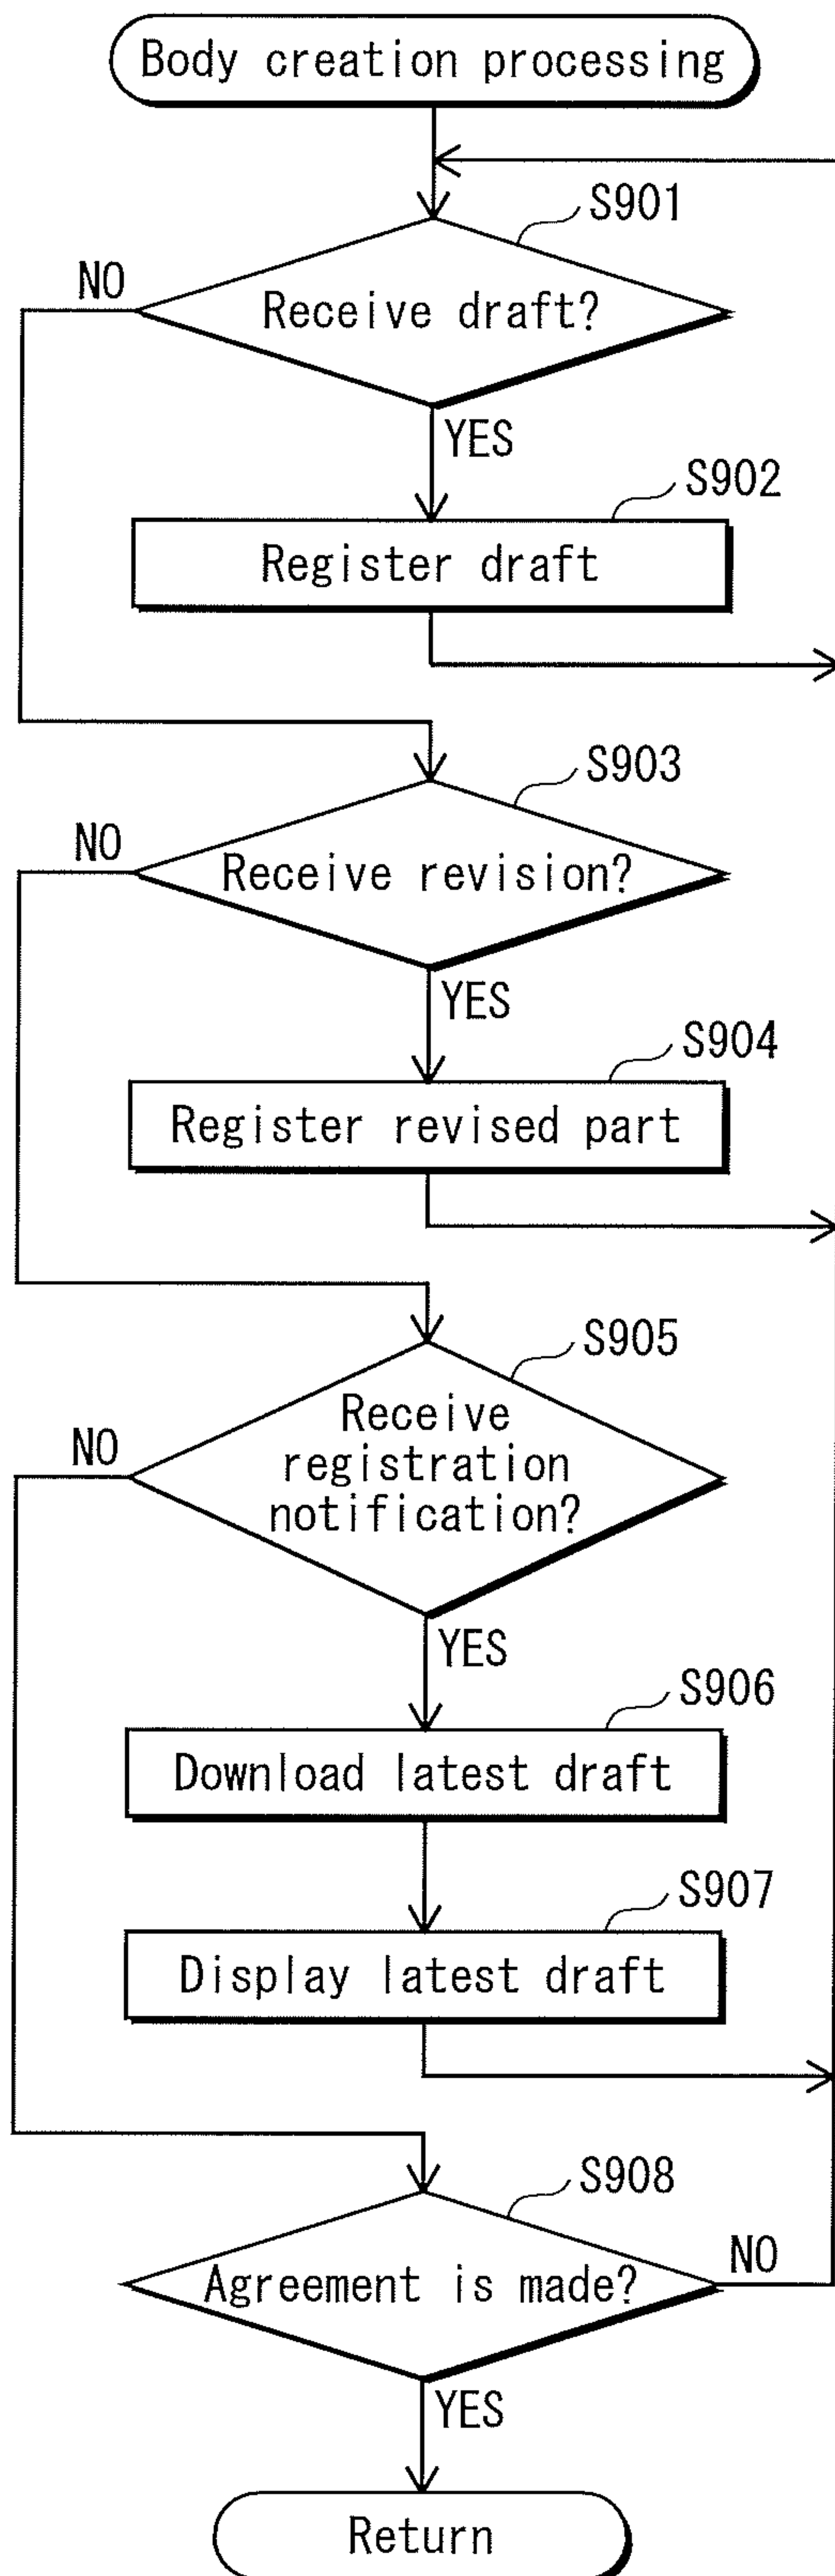 Body creation processing
S901
NO
Receive draft?
YES
S902
Register draft
S903
NO
Receive revision?
YES
S904
Register revised part
S905
NO
Receive
registration
notification?
YES
S906
Download latest draft
S907
Display latest draft
S908
Agreement is made?
NO
YES
Return